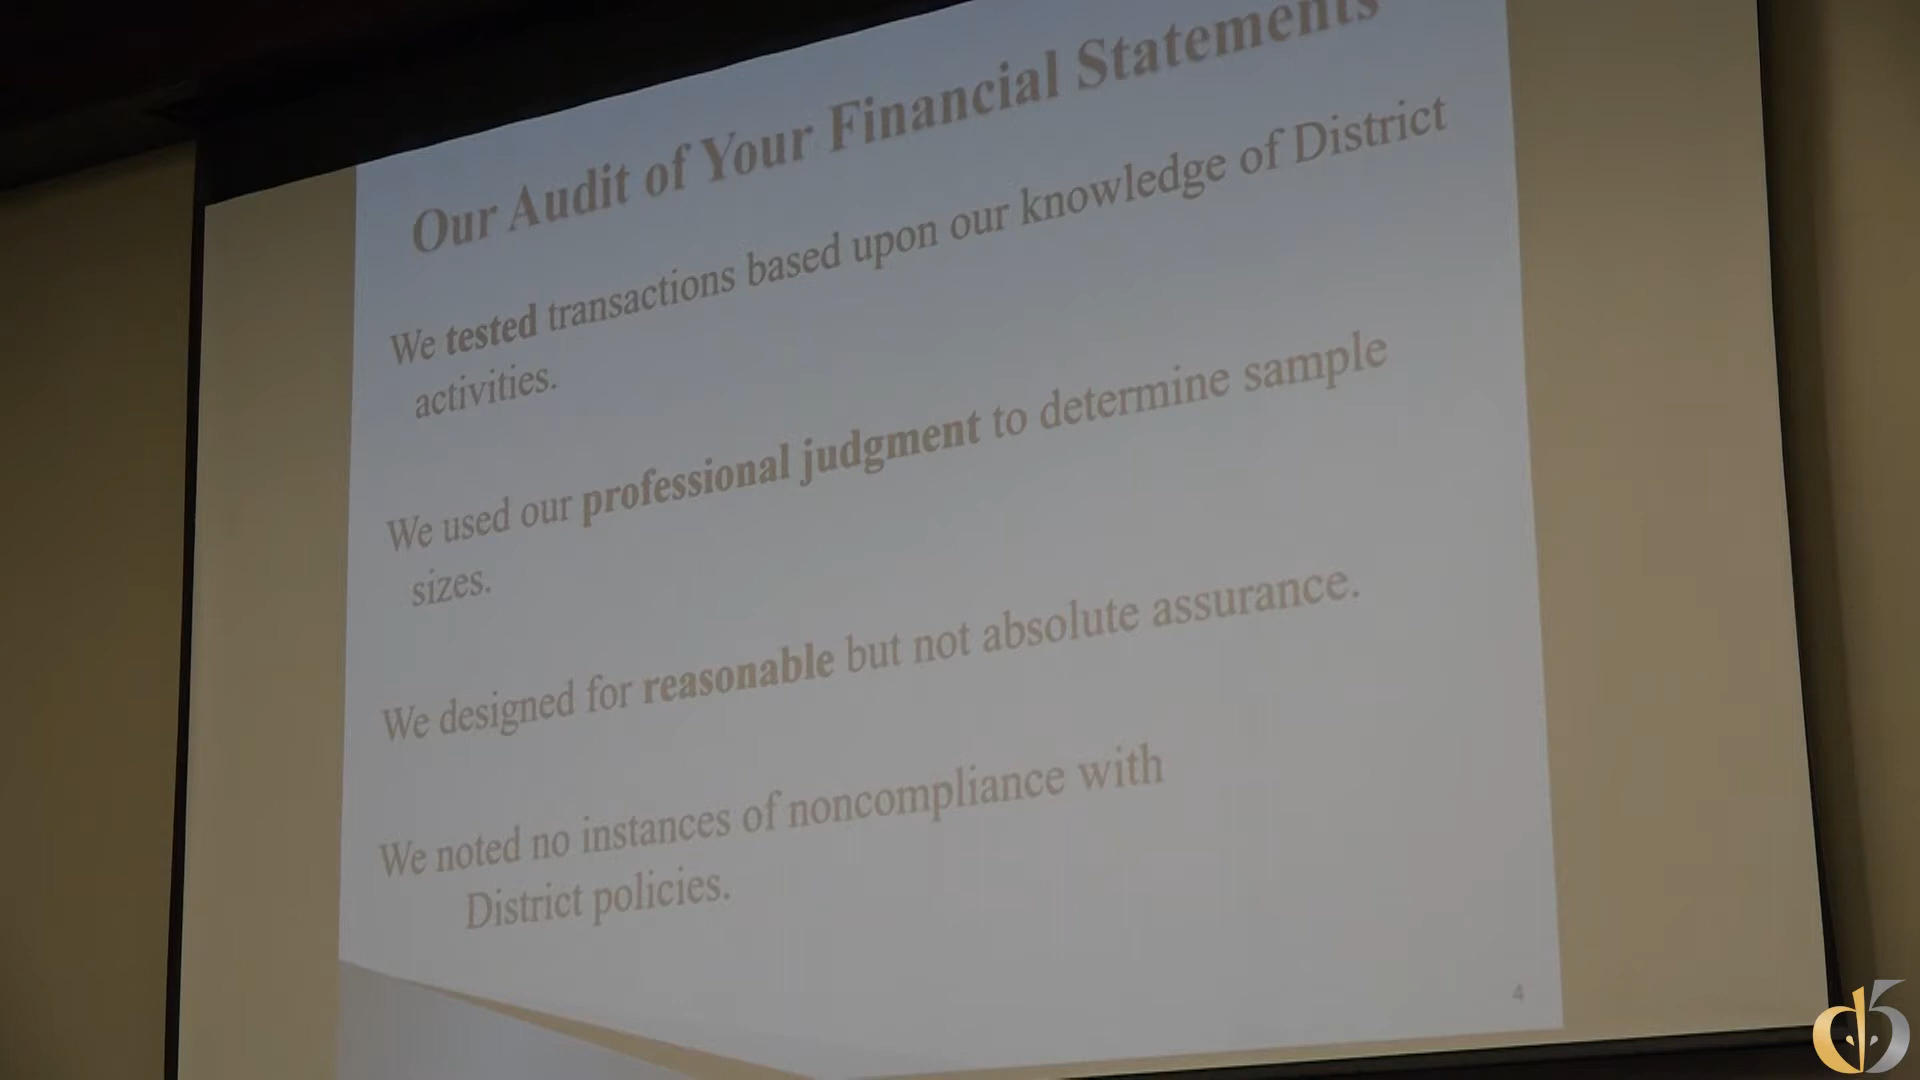 Our Audit of Your Financial Statements
We tested transactions based upon our knowledge of District
activities.
We used our professional judgment to determine sample
sizes.
We designed for reasonable but not absolute assurance.
We noted no instances of noncompliance with
District policies.
4
d5